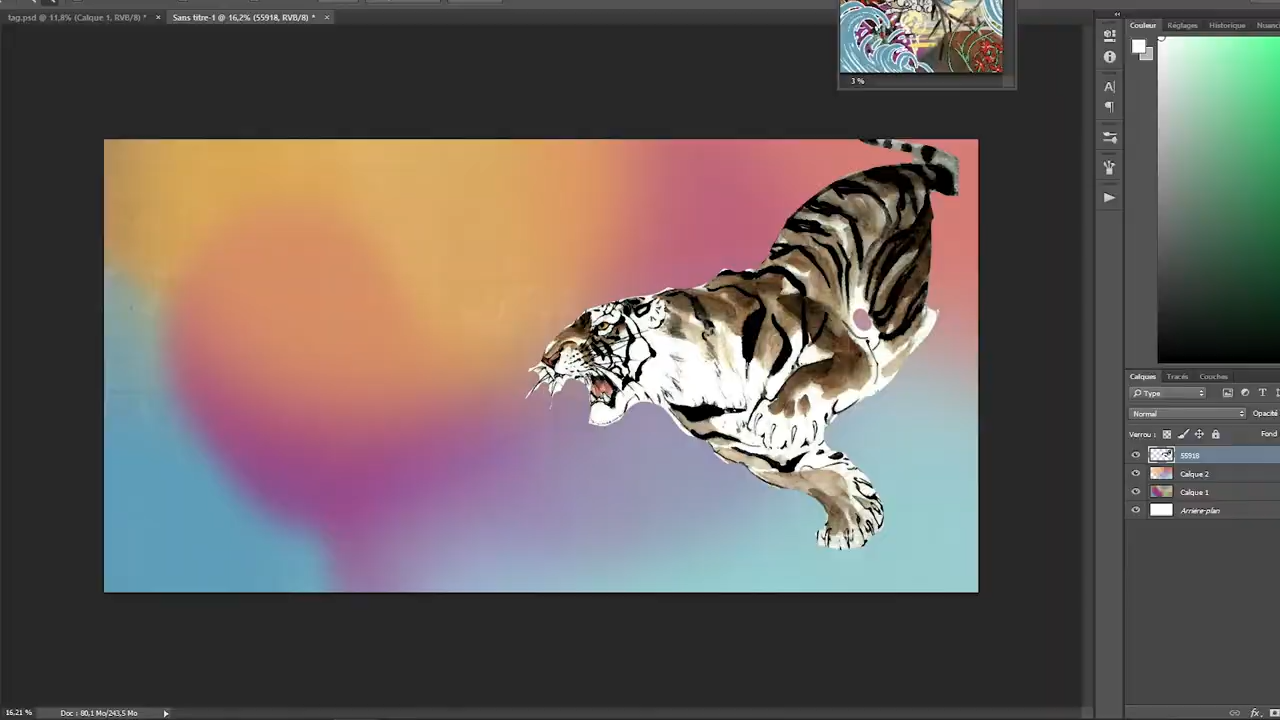 tag.psd @ 11,8% (Calque 1, RVB/8) * × Sans titre-1 @ 16,2% (55918, RVB/8) * ×
3 %
Couleur Réglages Historique
Calques Tracés Couches
Type
Normal
Verrou : Fond
55918
Calque 2
Calque 1
Arrière-plan
16,21 % Doc : 80,1 Mo/243,5 Mo